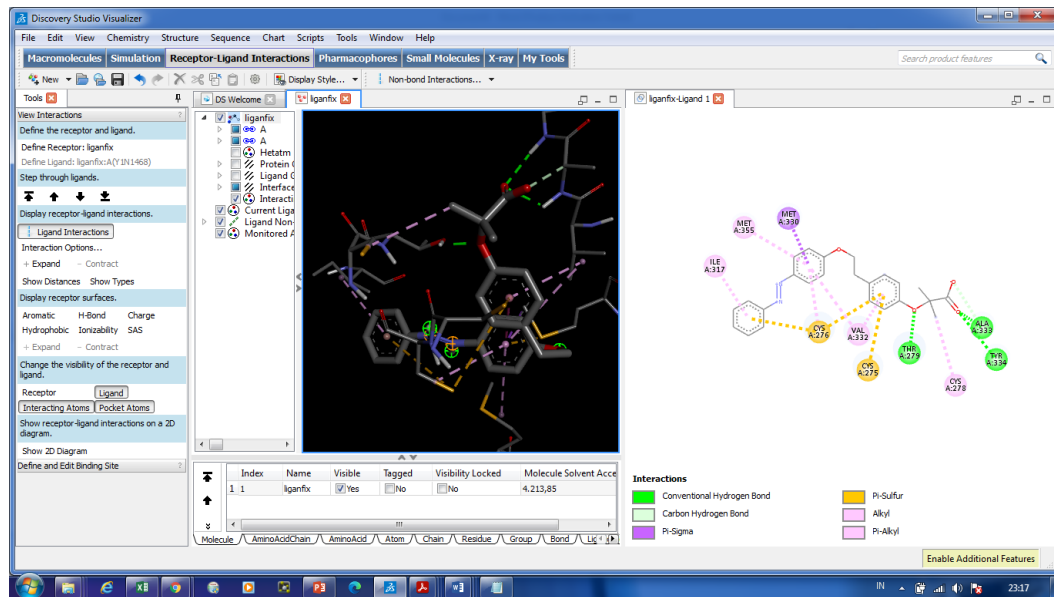 Discovery Studio Visualizer
File Edit View Chemistry Structure Sequence Chart Scripts Tools Window Help
Macromolecules Simulation Receptor-Ligand Interactions Pharmacophores Small Molecules X-ray My Tools
Search product features
New Display Style... Non-bond Interactions...
Tools
View Interactions ?
Define the receptor and ligand.
Define Receptor: liganfix
Define Ligand: liganfix:A(Y1N1468)
Step through ligands.
Display receptor-ligand interactions.
Ligand Interactions
Interaction Options...
+ Expand - Contract
Show Distances Show Types
Display receptor surfaces.
Aromatic H-Bond Charge
Hydrophobic Ionizability SAS
+ Expand - Contract
Change the visibility of the receptor and
ligand.
Receptor Ligand
Interacting Atoms Pocket Atoms
Show receptor-ligand interactions on a 2D
diagram.
Show 2D Diagram
Define and Edit Binding Site ?
DS Welcome liganfix
liganfix
A
A
Hetatm
Protein G
Ligand G
Interface
Interacti
Current Liga
Ligand Non-
Monitored A
Index Name Visible Tagged Visibility Locked Molecule Solvent Acce
1 1 liganfix Yes No No 4.213,85
Molecule AminoAcidChain AminoAcid Atom Chain Residue Group Bond Lig
liganfix-Ligand 1
MET
A:330
MET
A:355
ILE
A:317
CYS
A:276
VAL
A:332
ALA
A:333
THR
A:279
TYR
A:334
CYS
A:275
CYS
A:278
Interactions
Conventional Hydrogen Bond
Carbon Hydrogen Bond
Pi-Sigma
Pi-Sulfur
Alkyl
Pi-Alkyl
Enable Additional Features
IN 23:17